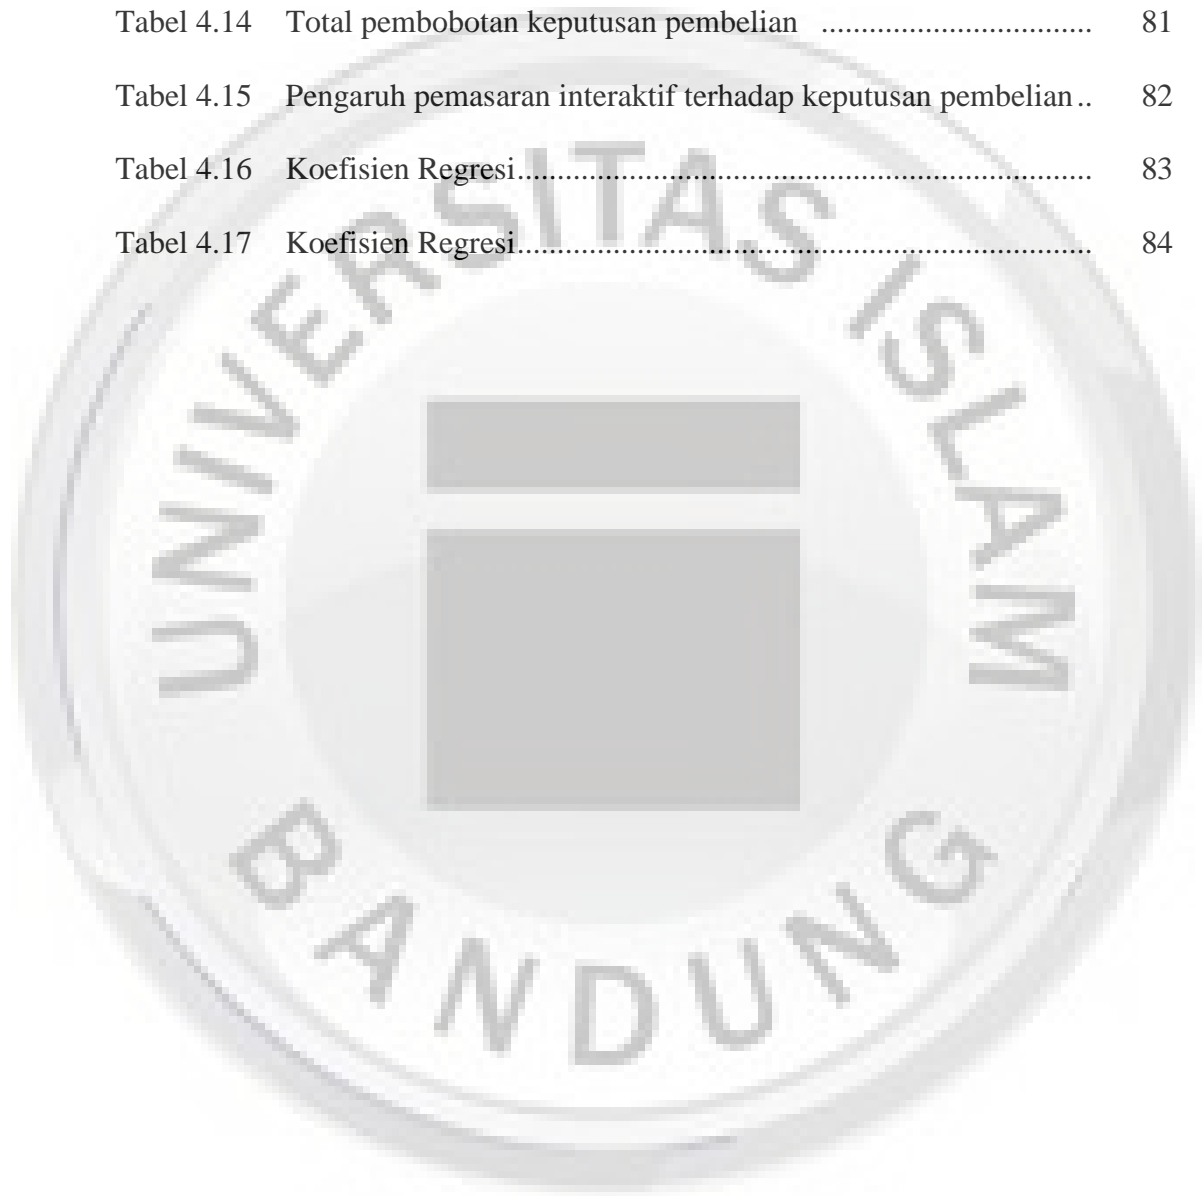 Tabel 4.14 Total pembobotan keputusan pembelian .................................. 81
Tabel 4.15 Pengaruh pemasaran interaktif terhadap keputusan pembelian .. 82
Tabel 4.16 Koefisien Regresi....................................................................... 83
Tabel 4.17 Koefisien Regresi....................................................................... 84
UNIVERSITAS ISLAM
BANDUNG